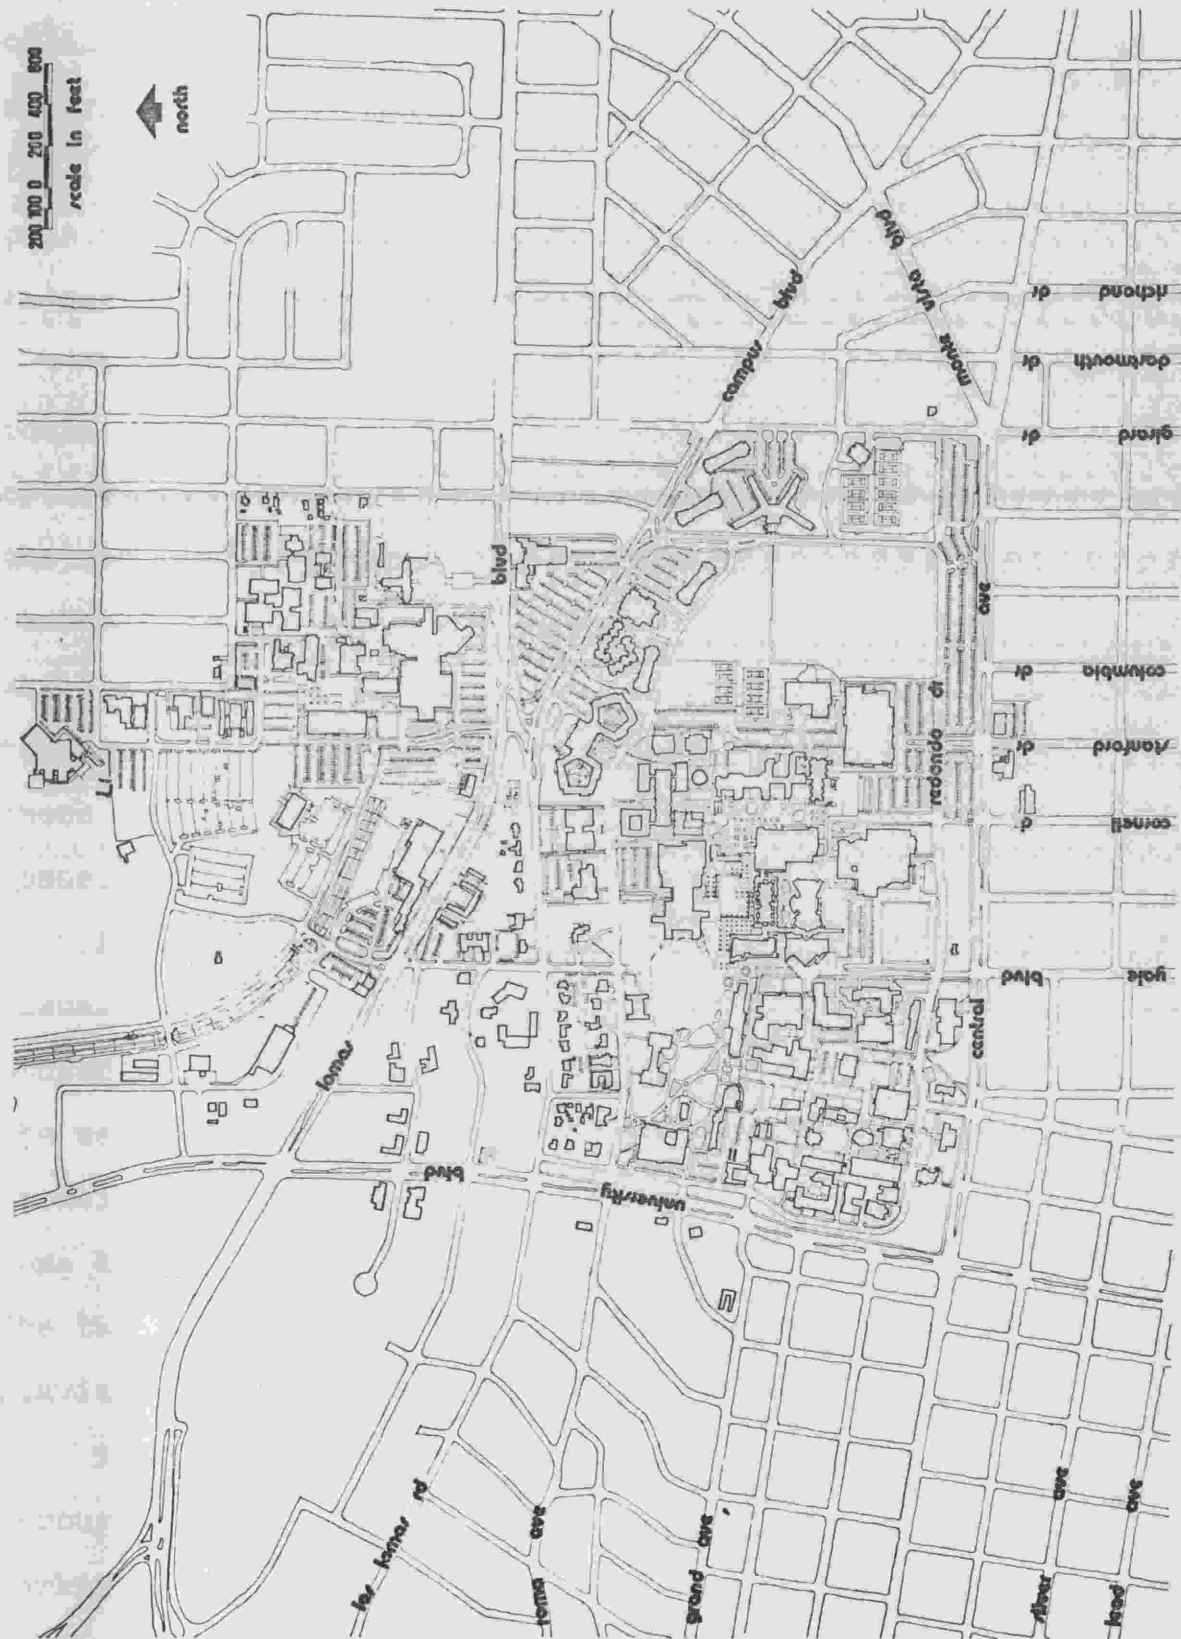 200 100 0 200 400 800
scale in feet
north
campus blvd
monte vista blvd
richond dr
dartmouth dr
girard dr
columbia dr
stanford dr
cornell dr
yale blvd
redondo dr
central ave
lomas blvd
university blvd
las lomas rd
roma ave
grand ave
silver ave
lead ave